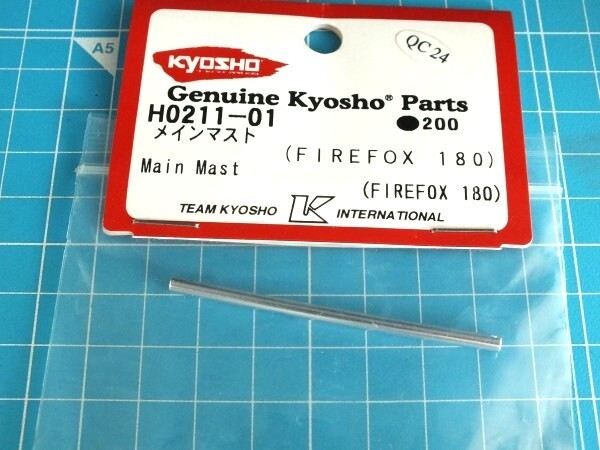 A5
QC24
KYOSHO
Genuine Kyosho® Parts
H0211-01 ●200
メインマスト (FIREFOX 180)
Main Mast (FIREFOX 180)
TEAM KYOSHO K INTERNATIONAL